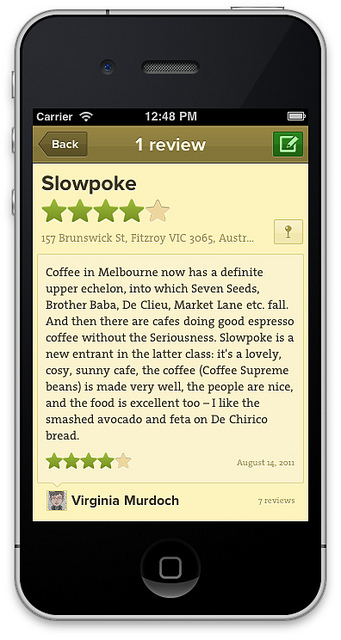 Carrier 12:48 PM
Back 1 review
Slowpoke
157 Brunswick St, Fitzroy VIC 3065, Austr...
Coffee in Melbourne now has a definite
upper echelon, into which Seven Seeds,
Brother Baba, De Clieu, Market Lane etc. fall.
And then there are cafes doing good espresso
coffee without the Seriousness. Slowpoke is a
new entrant in the latter class: it's a lovely,
cosy, sunny cafe, the coffee (Coffee Supreme
beans) is made very well, the people are nice,
and the food is excellent too – I like the
smashed avocado and feta on De Chirico
bread.
August 14, 2011
Virginia Murdoch 7 reviews